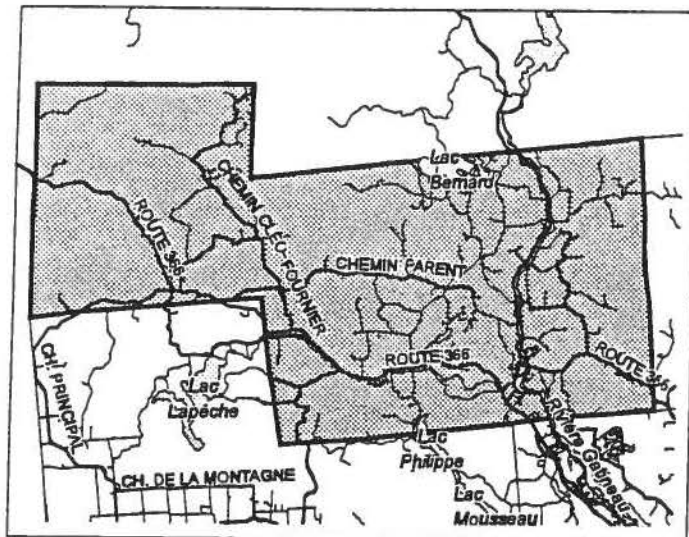 Lac
Bernard
CHEMIN CLÉO-FOURNIER
ROUTE 366
CHEMIN PARENT
ROUTE 366
ROUTE 366
CH. PRINCIPAL
Lac
Lapêche
Rivière Gatineau
Lac
Philippe
CH. DE LA MONTAGNE
Lac
Mousseau